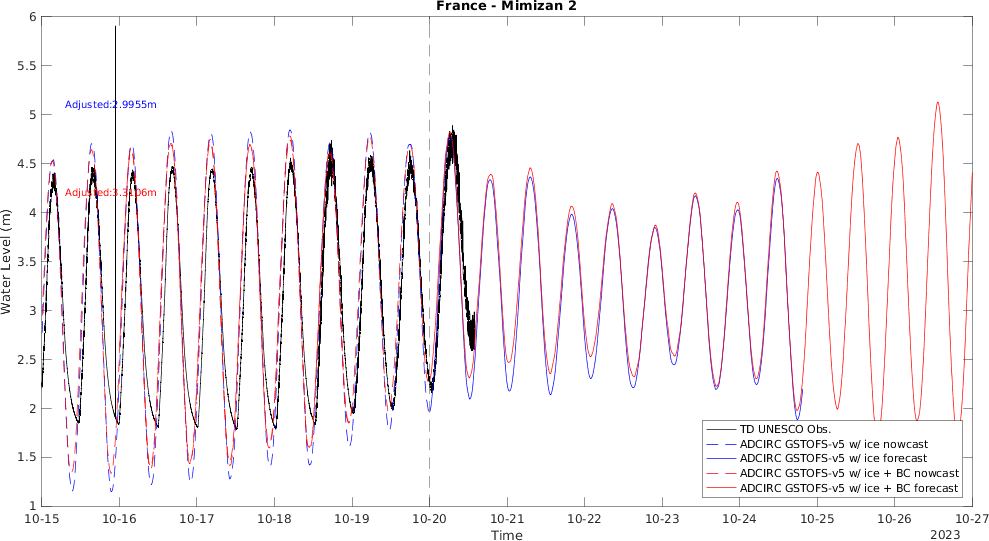 France - Mimizan 2
6
5.5
5
4.5
4
3.5
3
2.5
2
1.5
1
Water Level (m)
Adjusted:2.9955m
Adjusted:3.3106m
TD UNESCO Obs.
ADCIRC GSTOFS-v5 w/ ice nowcast
ADCIRC GSTOFS-v5 w/ ice forecast
ADCIRC GSTOFS-v5 w/ ice + BC nowcast
ADCIRC GSTOFS-v5 w/ ice + BC forecast
10-15 10-16 10-17 10-18 10-19 10-20 10-21 10-22 10-23 10-24 10-25 10-26 10-27
Time
2023